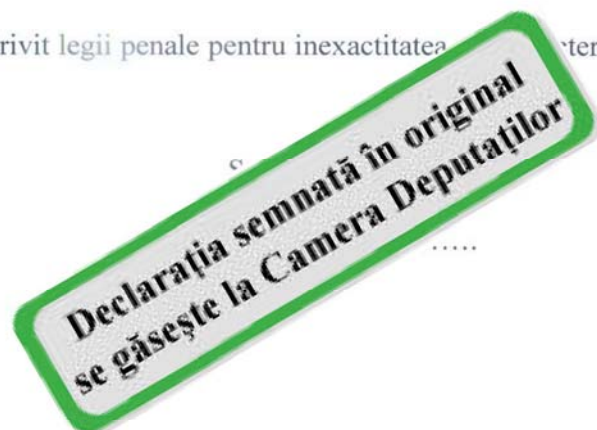 rivit legii penale pentru inexactitatea
Declarația semnată în original
se găsește la Camera Deputaților
.....